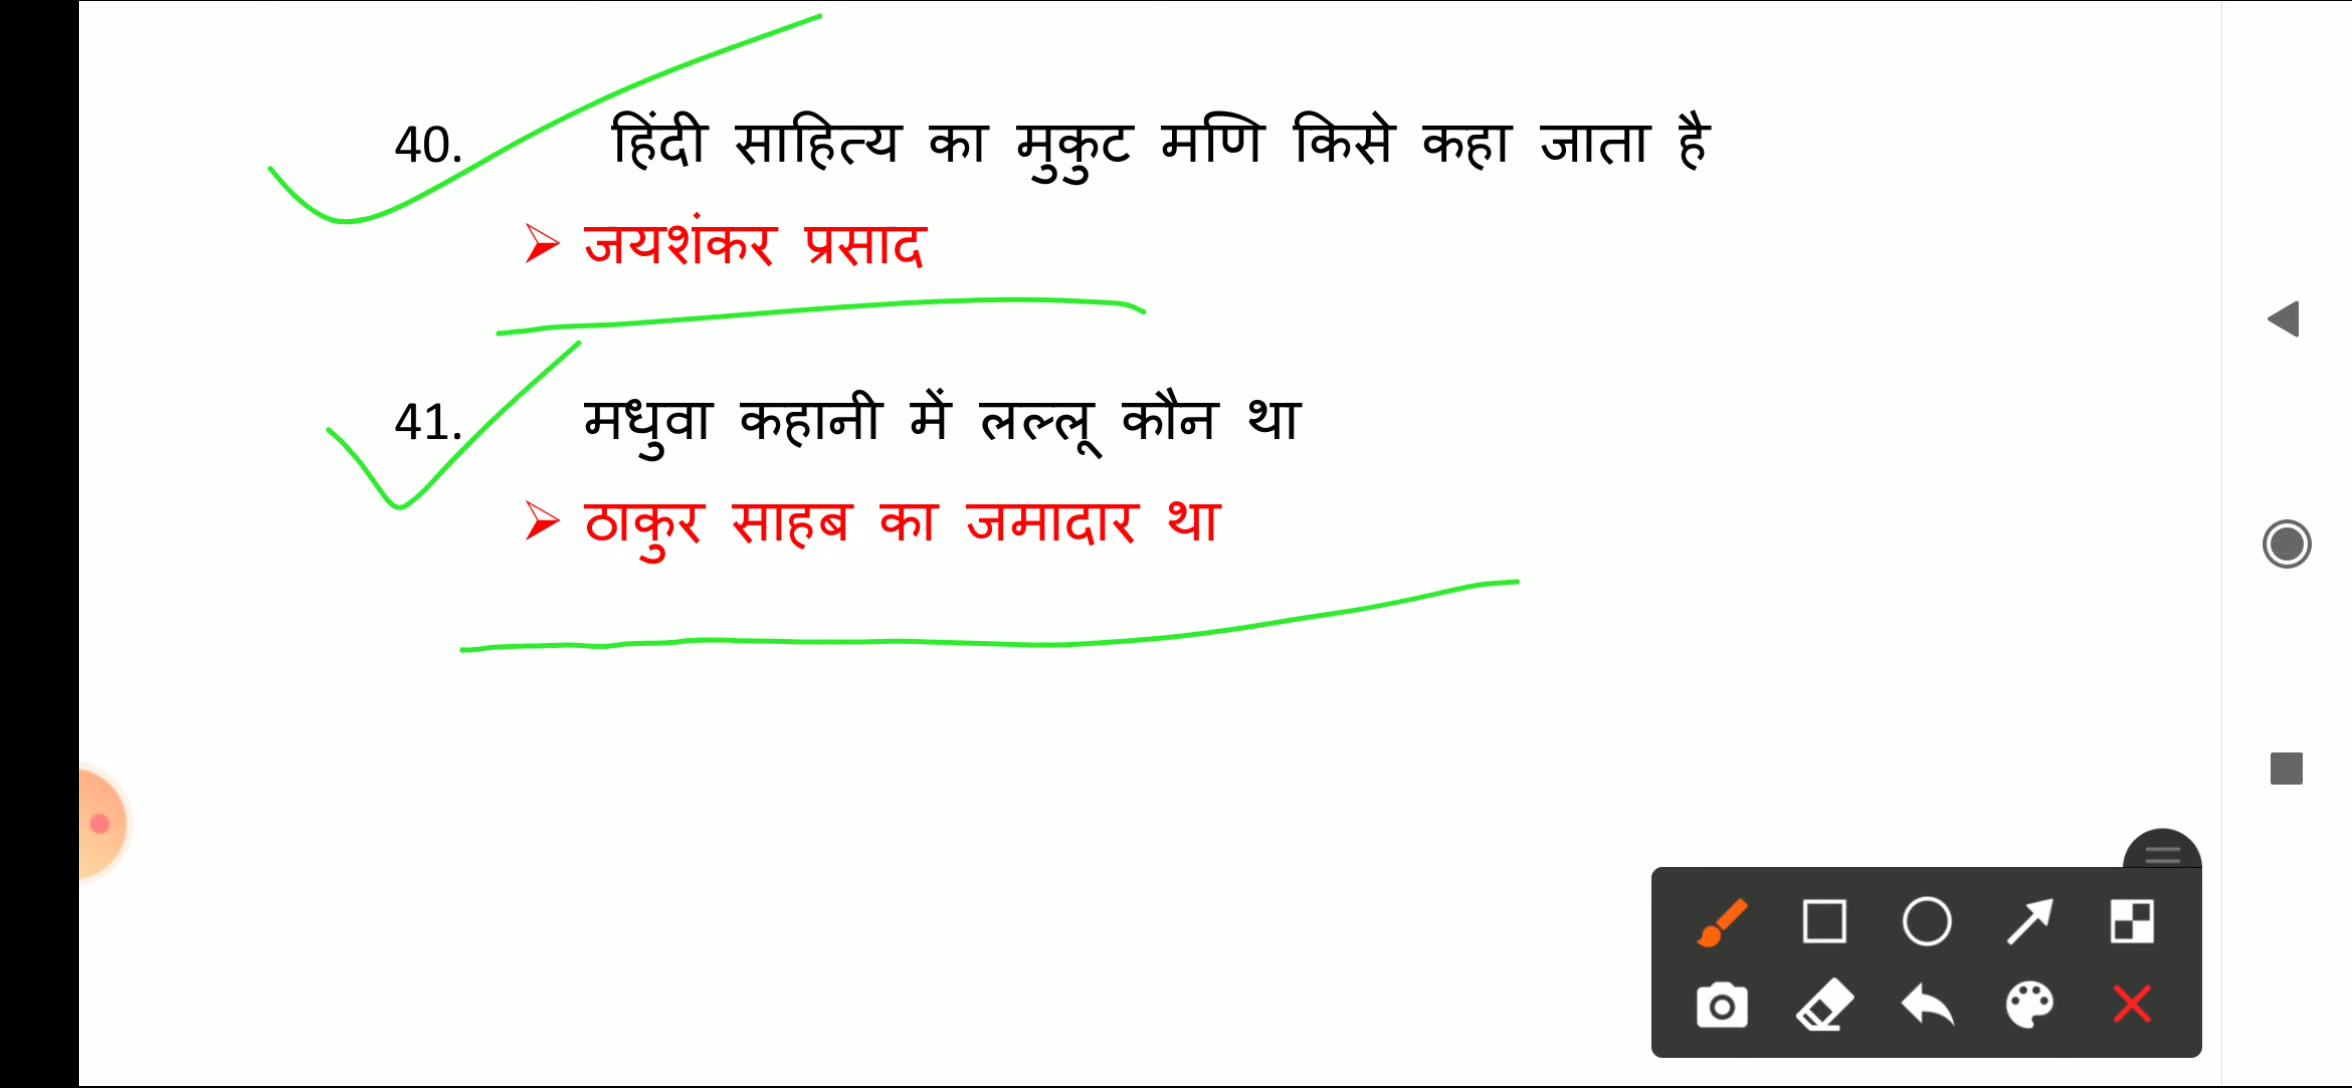 40. हिंदी साहित्य का मुकुट मणि किसे कहा जाता है
➢ जयशंकर प्रसाद
41. मधुवा कहानी में लल्लू कौन था
➢ ठाकुर साहब का जमादार था